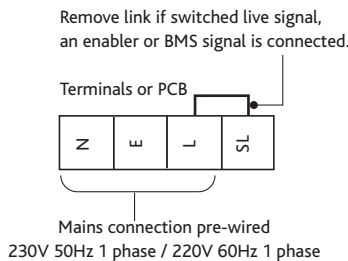 Remove link if switched live signal,
an enabler or BMS signal is connected.
Terminals or PCB
N E L SL
Mains connection pre-wired
230V 50Hz 1 phase / 220V 60Hz 1 phase